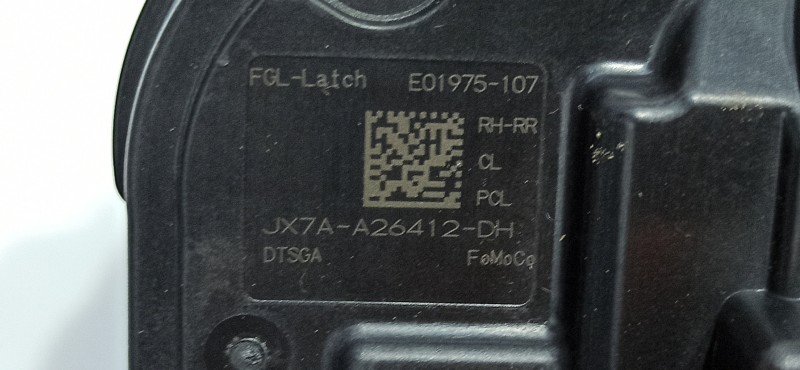 FGL-Latch E01975-107
RH-RR
CL
PCL
JX7A-A26412-DH
DTSGA FoMoCo